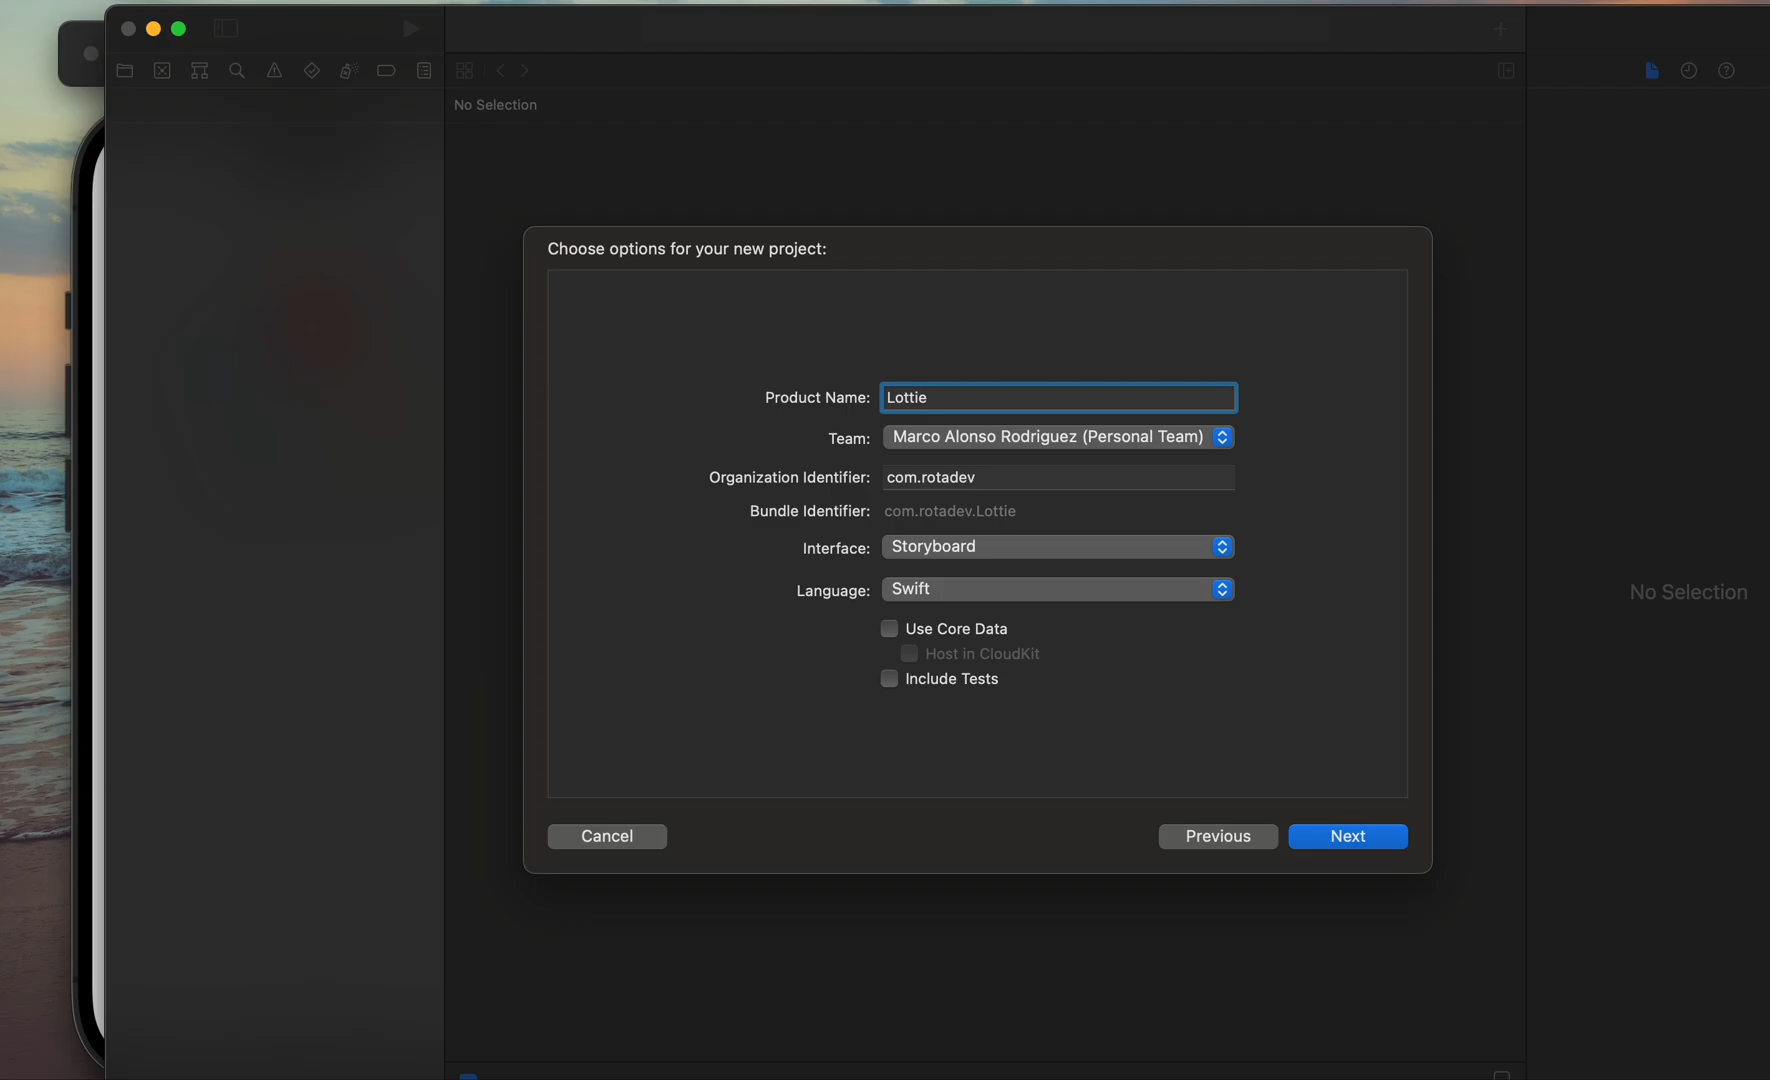 No Selection
Choose options for your new project:
Product Name: Lottie
Team: Marco Alonso Rodriguez (Personal Team)
Organization Identifier: com.rotadev
Bundle Identifier: com.rotadev.Lottie
Interface: Storyboard
Language: Swift
Use Core Data
Host in CloudKit
Include Tests
No Selection
Cancel Previous Next